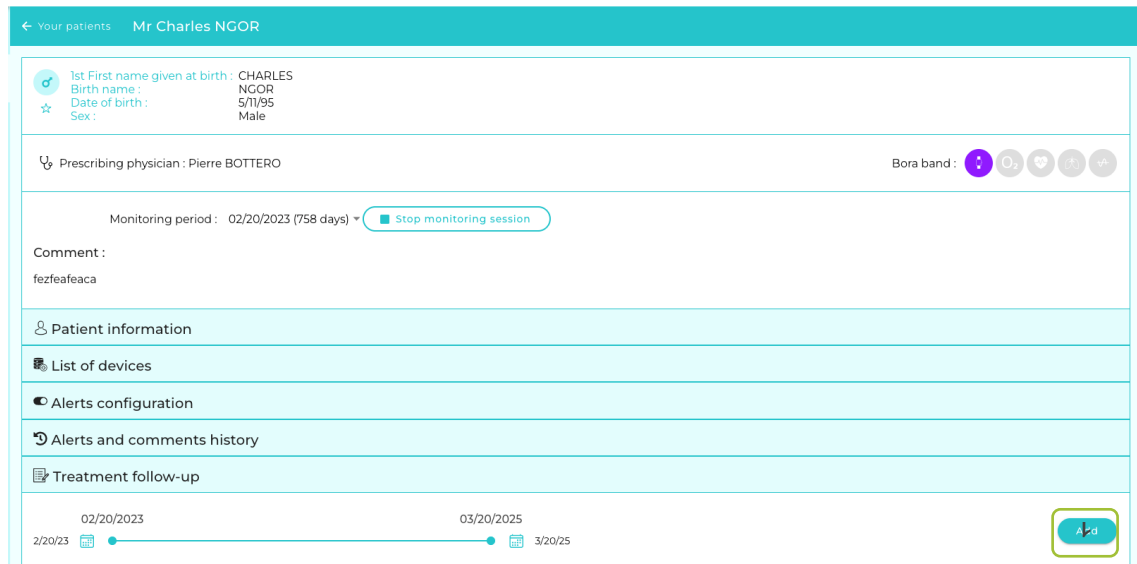 ← Your patients Mr Charles NGOR
1st First name given at birth : CHARLES
Birth name : NGOR
Date of birth : 5/11/95
Sex : Male
Prescribing physician : Pierre BOTTERO Bora band : O₂
Monitoring period : 02/20/2023 (758 days) Stop monitoring session
Comment :
fezfeafeaca
Patient information
List of devices
Alerts configuration
Alerts and comments history
Treatment follow-up
02/20/2023 03/20/2025
2/20/23 3/20/25 Add